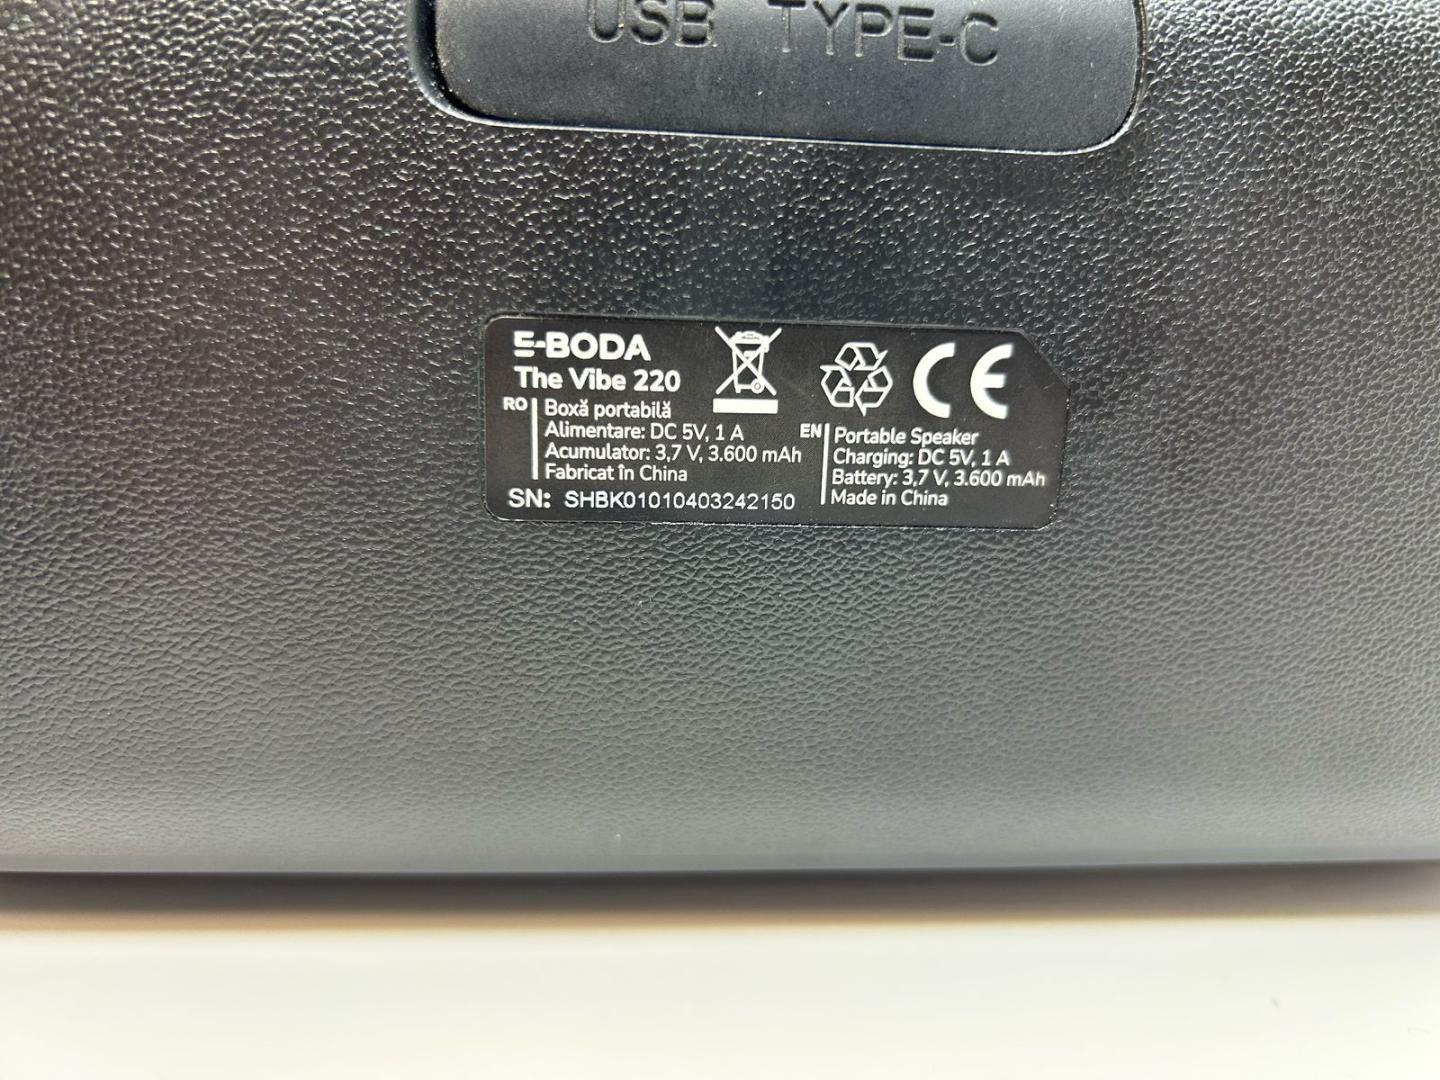 USB TYPE-C
E-BODA
The Vibe 220
RO
Boxă portabilă
Alimentare: DC 5V, 1 A
Acumulator: 3,7 V, 3.600 mAh
Fabricat în China
SN: SHBK01010403242150
CE
EN
Portable Speaker
Charging: DC 5V, 1 A
Battery: 3,7 V, 3.600 mAh
Made in China